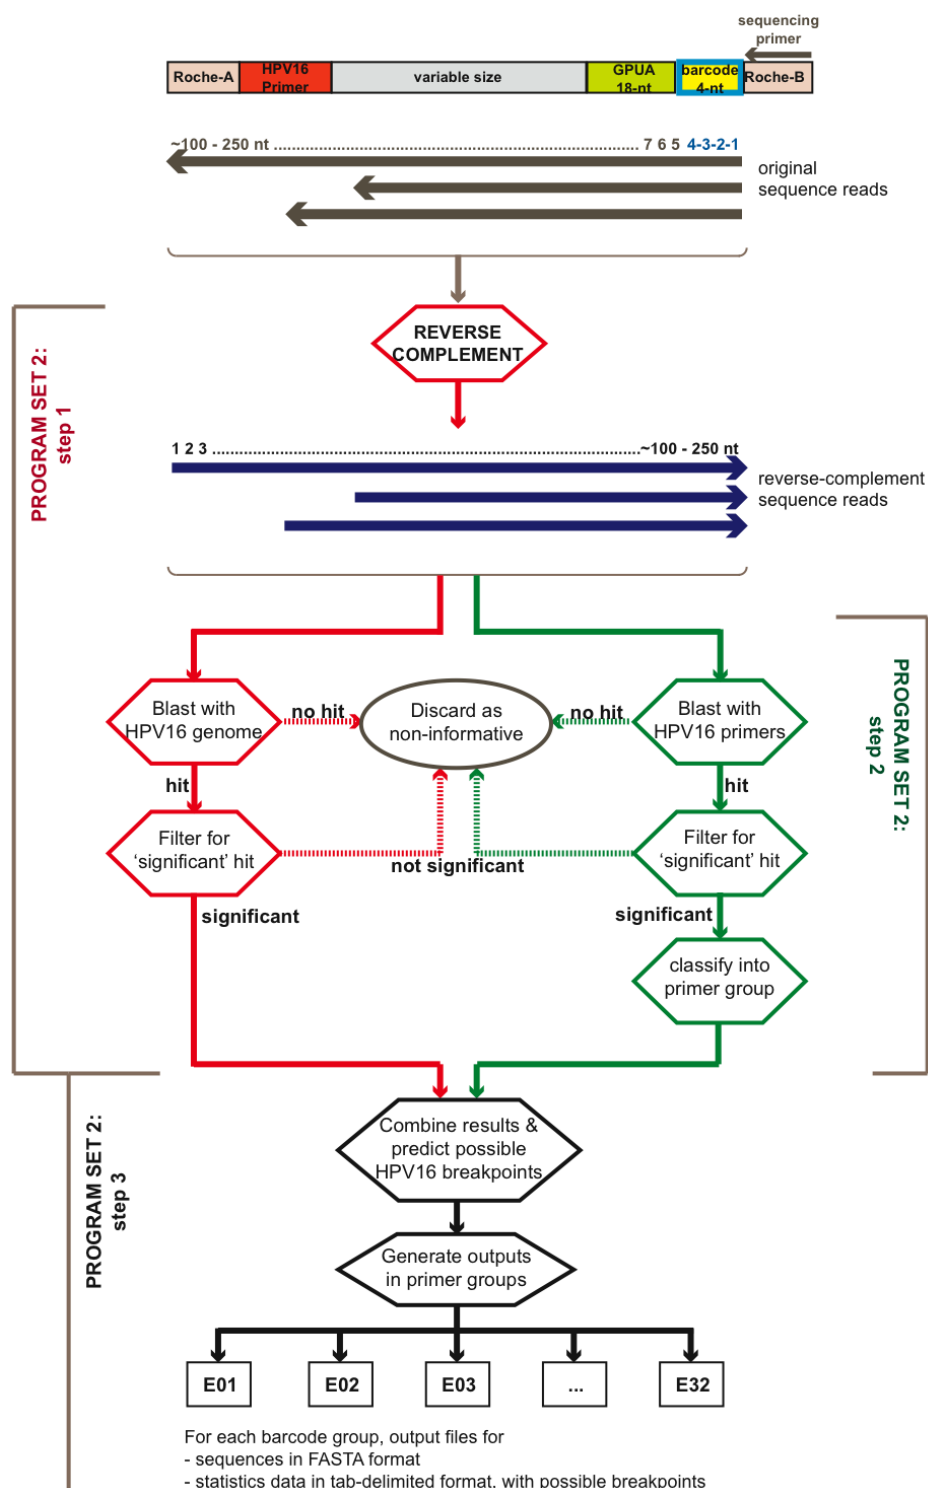 sequencing
primer
Roche-A
HPV16
Primer
variable size
GPUA
18-nt
barcode
4-nt
Roche-B
~100 - 250 nt ........................................................................ 7 6 5 4-3-2-1
original
sequence reads
REVERSE
COMPLEMENT
PROGRAM SET 2:
step 1
1 2 3 .....................................................................................~100 - 250 nt
reverse-complement
sequence reads
Blast with
HPV16 genome
no hit
Discard as
non-informative
no hit
Blast with
HPV16 primers
PROGRAM SET 2:
step 2
hit
hit
Filter for
‘significant’ hit
not significant
Filter for
‘significant’ hit
significant
significant
classify into
primer group
Combine results &
predict possible
HPV16 breakpoints
PROGRAM SET 2:
step 3
Generate outputs
in primer groups
E01
E02
E03
...
E32
For each barcode group, output files for
- sequences in FASTA format
- statistics data in tab-delimited format, with possible breakpoints